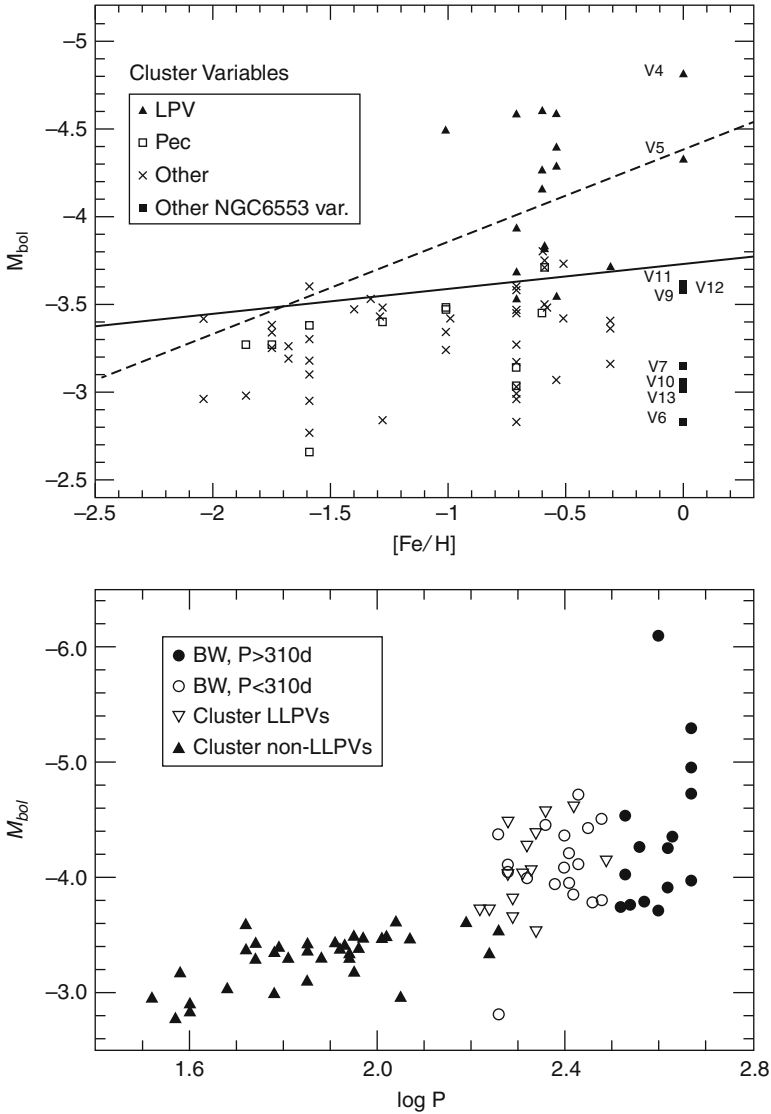 −5
−4.5
−4
−3.5
−3
−2.5
M_bol
Cluster Variables
LPV
Pec
Other
Other NGC6553 var.
V4
V5
V11
V12
V9
V7
V10
V13
V6
−2.5
−2
−1.5
−1
−0.5
0
[Fe/H]
−6.0
−5.0
−4.0
−3.0
M_bol
BW, P>310d
BW, P<310d
Cluster LLPVs
Cluster non-LLPVs
1.6
2.0
2.4
2.8
log P